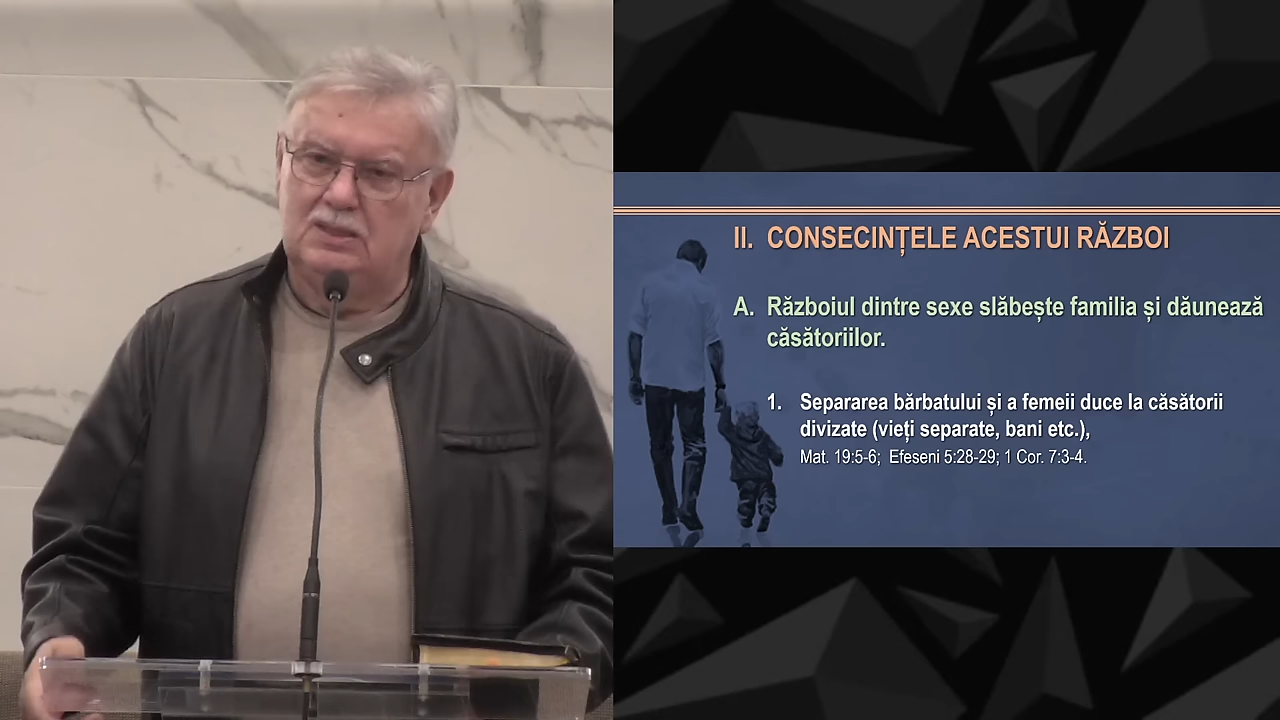 II. CONSECINȚELE ACESTUI RĂZBOI
A. Războiul dintre sexe slăbește familia și dăunează
căsătoriilor.
1. Separarea bărbatului și a femeii duce la căsătorii
divizate (vieți separate, bani etc.),
Mat. 19:5-6; Efeseni 5:28-29; 1 Cor. 7:3-4.